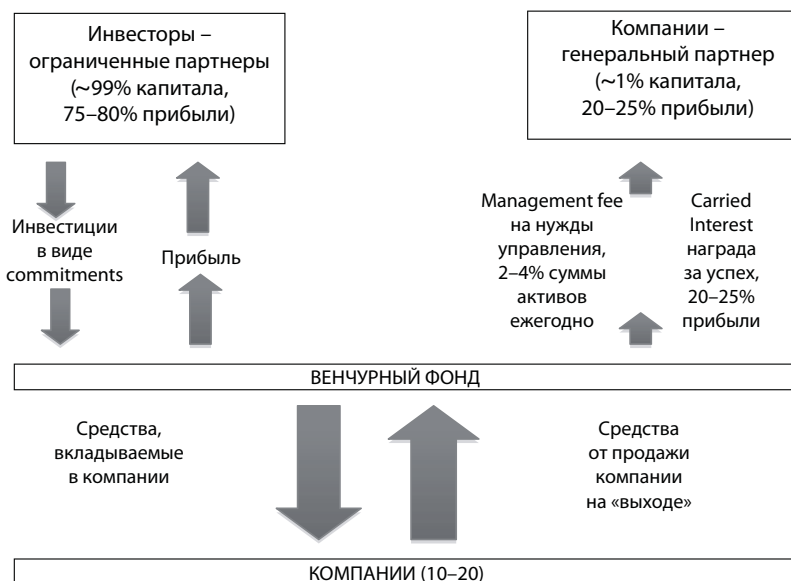 Инвесторы –
ограниченные партнеры
(~99% капитала,
75–80% прибыли)
Компании –
генеральный партнер
(~1% капитала,
20–25% прибыли)
Инвестиции
в виде
commitments
Прибыль
Management fee
на нужды
управления,
2–4% суммы
активов
ежегодно
Carried
Interest
награда
за успех,
20–25%
прибыли
ВЕНЧУРНЫЙ ФОНД
Средства,
вкладываемые
в компании
Средства
от продажи
компании
на «выходе»
КОМПАНИИ (10–20)